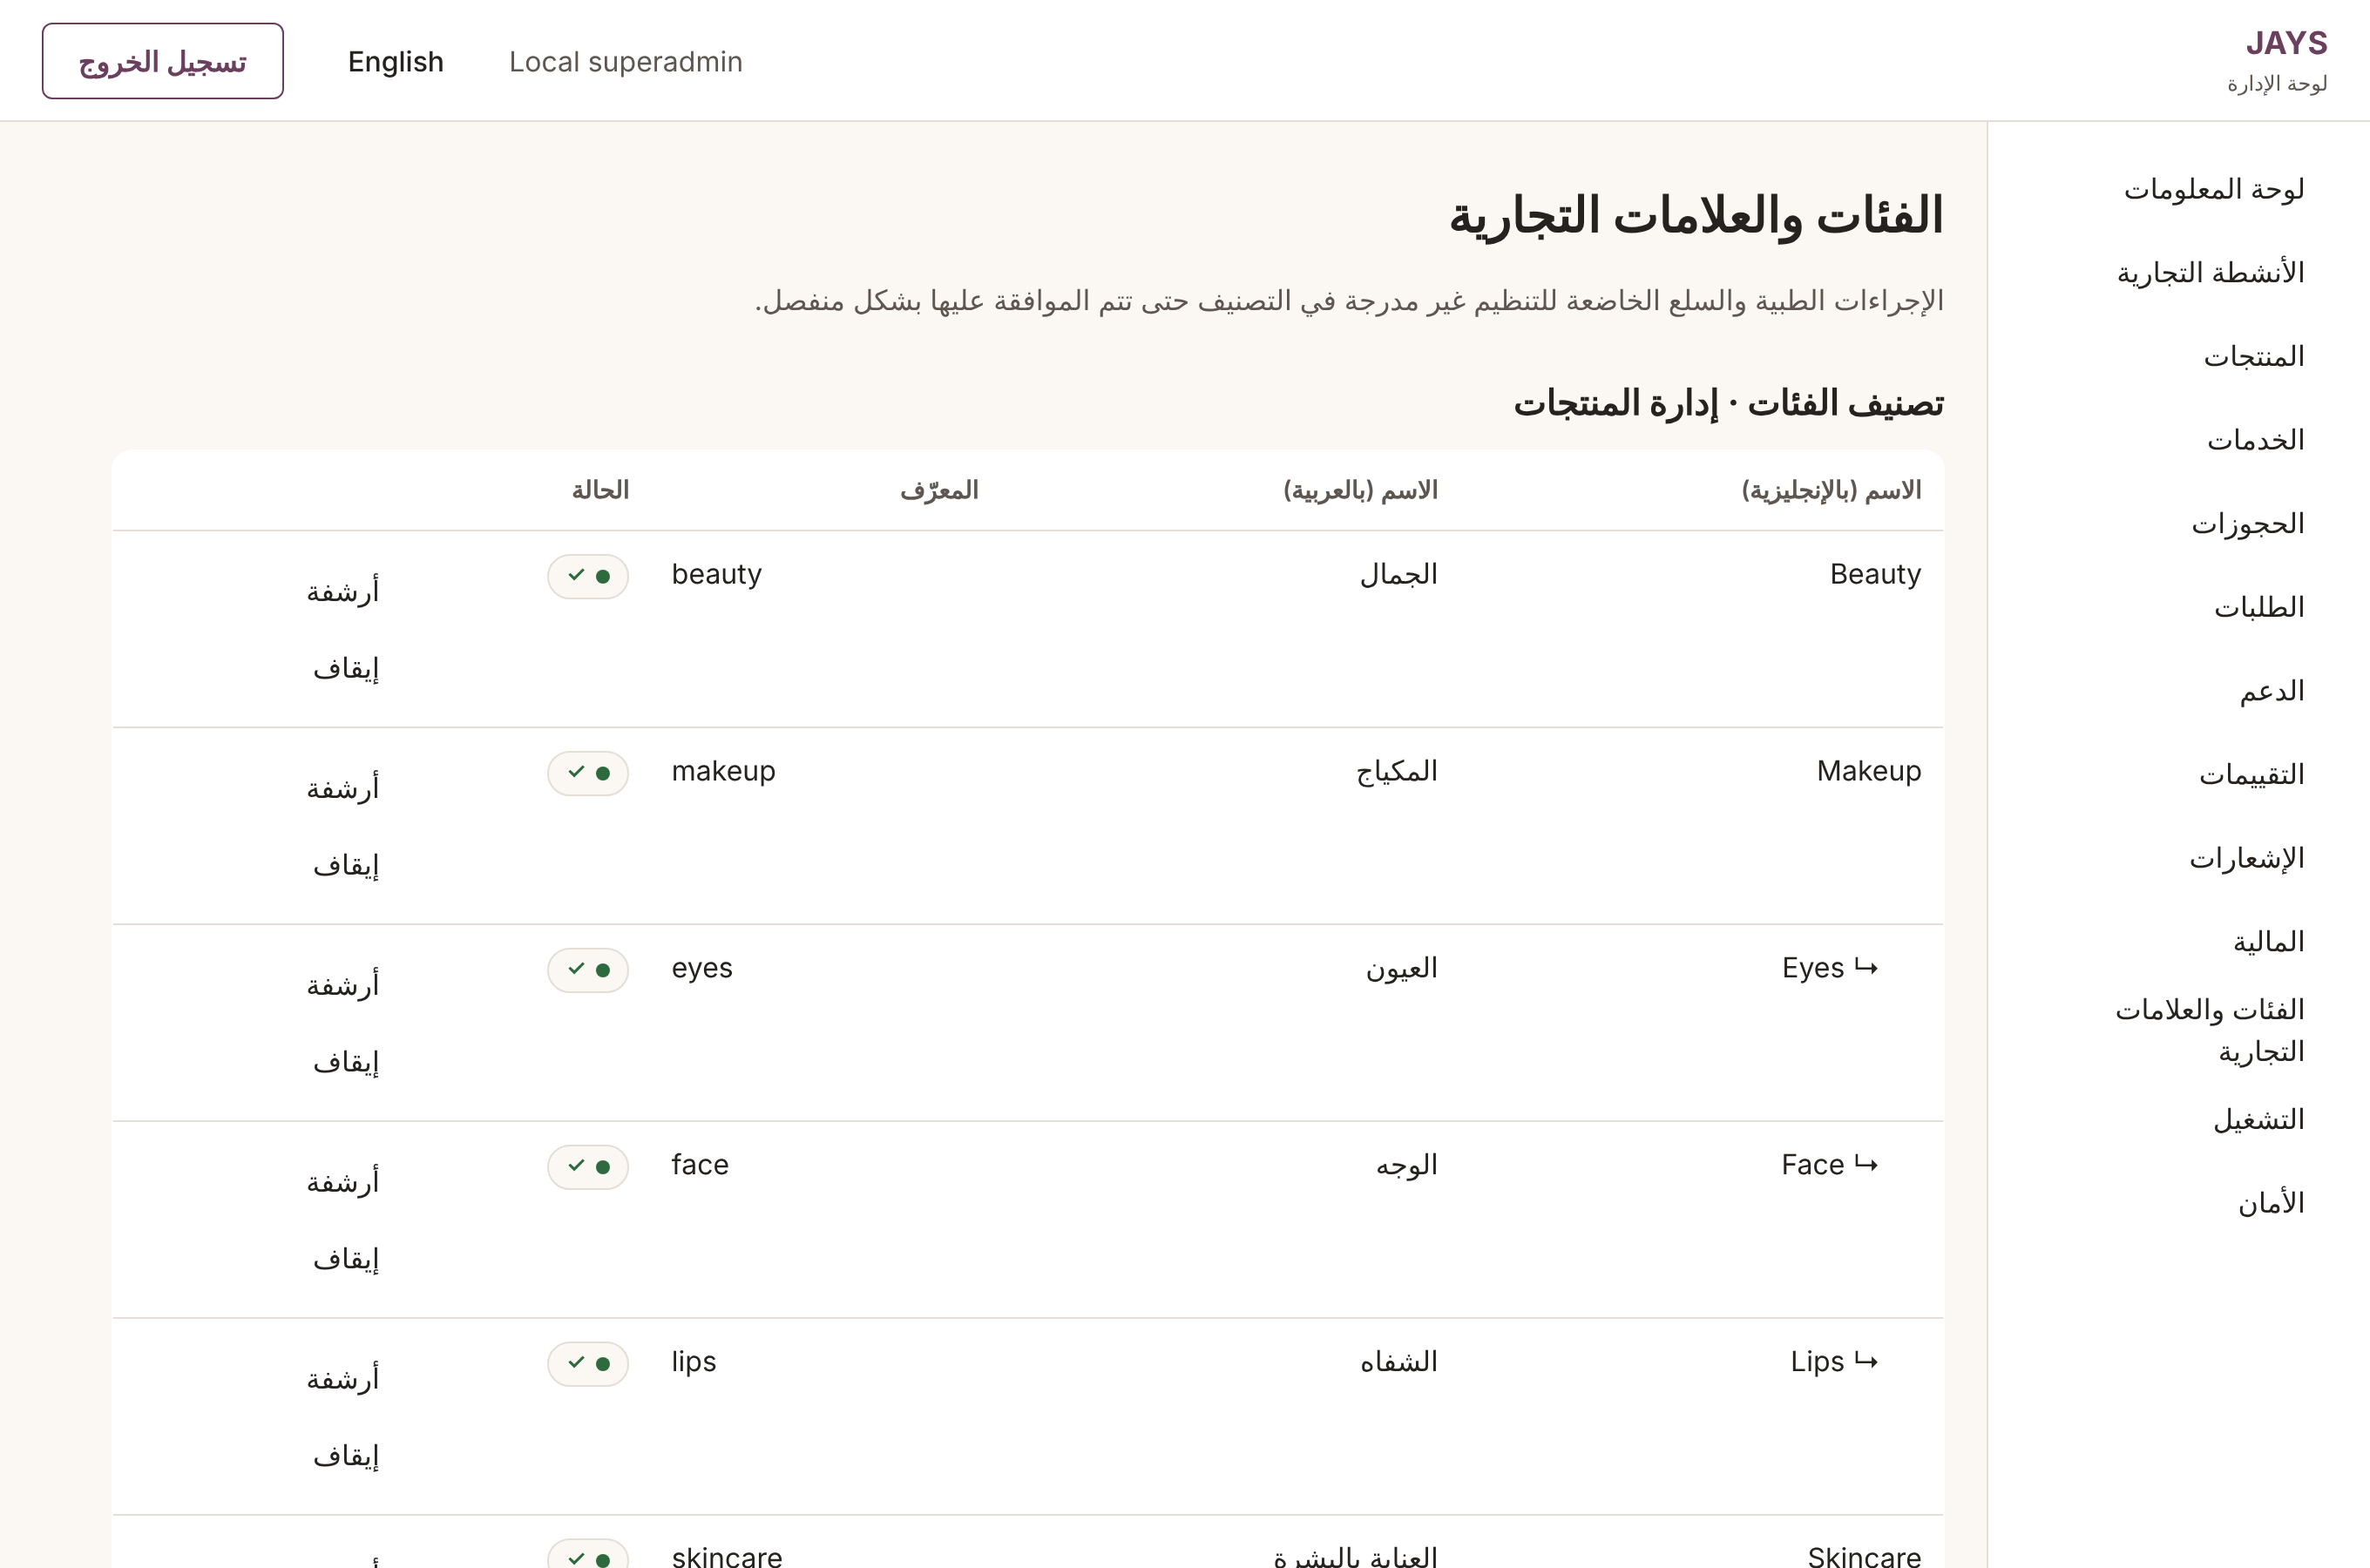 JAYS
لوحة الإدارة
Local superadmin
English
تسجيل الخروج
لوحة المعلومات
الأنشطة التجارية
المنتجات
الخدمات
الحجوزات
الطلبات
الدعم
التقييمات
الإشعارات
المالية
الفئات والعلامات
التجارية
التشغيل
الأمان
الفئات والعلامات التجارية
الإجراءات الطبية والسلع الخاضعة للتنظيم غير مدرجة في التصنيف حتى تتم الموافقة عليها بشكل منفصل.
تصنيف الفئات · إدارة المنتجات
الاسم (بالإنجليزية) الاسم (بالعربية) المعرّف الحالة
Beauty الجمال beauty أرشفة
إيقاف
Makeup المكياج makeup أرشفة
إيقاف
↳ Eyes العيون eyes أرشفة
إيقاف
↳ Face الوجه face أرشفة
إيقاف
↳ Lips الشفاه lips أرشفة
إيقاف
Skincare العناية بالبشرة skincare